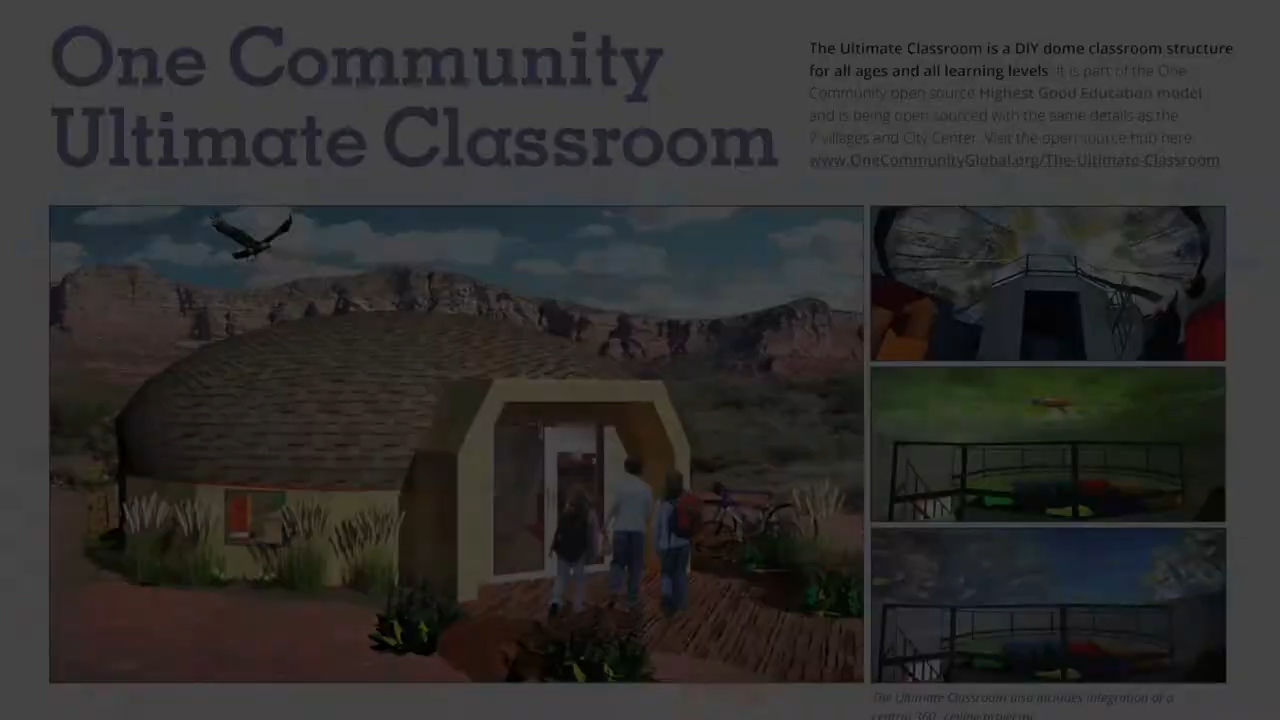 One Community
Ultimate Classroom
The Ultimate Classroom is a DIY dome classroom structure
for all ages and all learning levels. It is part of the One
Community open source Highest Good Education model
and is being open sourced with the same details as the
7 villages and City Center. Visit the open source hub here:
www.OneCommunityGlobal.org/The-Ultimate-Classroom
The Ultimate Classroom also includes integration of a
central 360